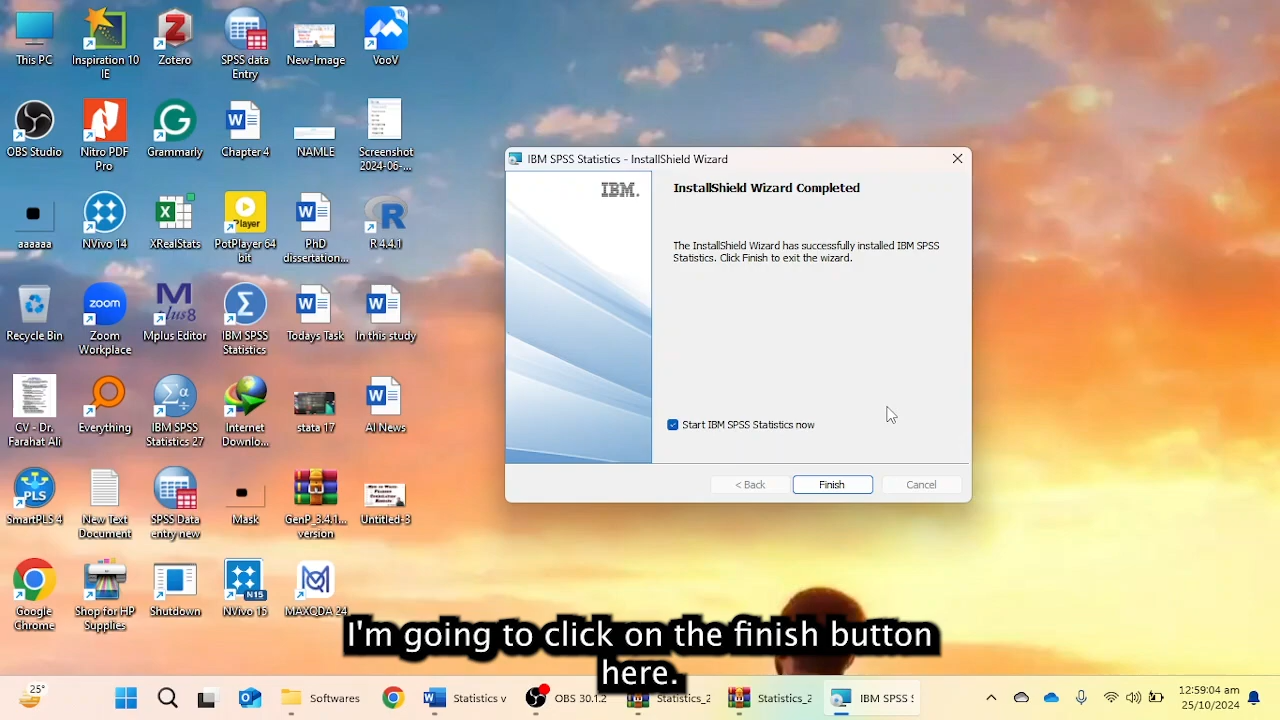 This PC
Inspiration 10
IE
Zotero
SPSS data
Entry
New-Image
VooV
OBS Studio
Nitro PDF
Pro
Grammarly
Chapter 4
NAMLE
Screenshot
2024-06-...
aaaaaa
NVivo 14
XRealStats
Player
PotPlayer 64
bit
PhD
dissertation...
R 4.4.1
Recycle Bin
zoom
Zoom
Workplace
Mplus8
Mplus Editor
IBM SPSS
Statistics
Todays Task
In this study
CV - Dr.
Farahat Ali
Everything
IBM SPSS
Statistics 27
Internet
Downlo...
stata 17
AI News
PLS
SmartPLS 4
New Text
Document
SPSS Data
entry new
Mask
GenP_3.4.1...
version
Untitled-3
Google
Chrome
Shop for HP
Supplies
Shutdown
N15
NVivo 15
MAXQDA 24
IBM SPSS Statistics - InstallShield Wizard
IBM.
InstallShield Wizard Completed
The InstallShield Wizard has successfully installed IBM SPSS
Statistics. Click Finish to exit the wizard.
Start IBM SPSS Statistics now
< Back
Finish
Cancel
I'm going to click on the finish button
here.
25°
Softwares
Statistics v
OBS 30.1.2
Statistics_2
Statistics_2
IBM SPSS S
12:59:04 am
25/10/2024